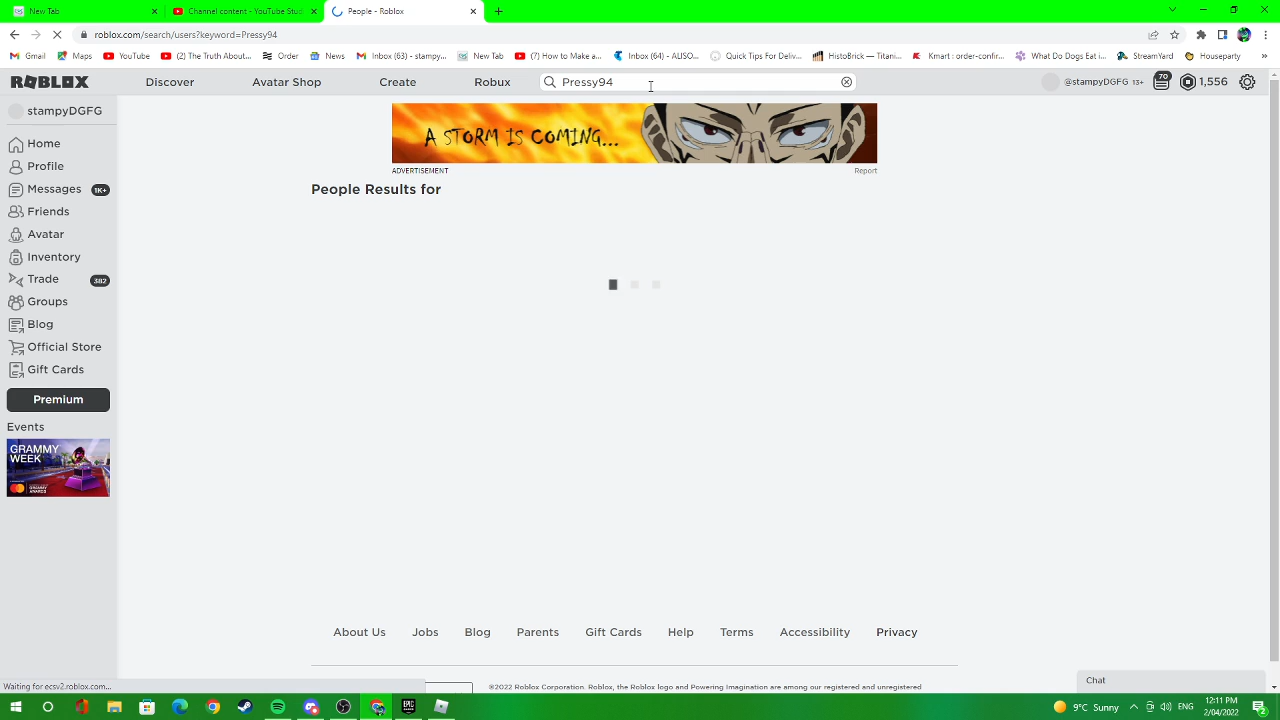 New Tab
Channel content - YouTube Stud
People - Roblox
roblox.com/search/users?keyword=Pressy94
Gmail
Maps
YouTube
(2) The Truth About...
Order
News
Inbox (63) - stampy...
New Tab
(7) How to Make a...
Inbox (64) - ALISO...
Quick Tips For Deliv...
HistoBrick — Titani...
Kmart : order-confir...
What Do Dogs Eat i...
StreamYard
Houseparty
ROBLOX
Discover
Avatar Shop
Create
Robux
Pressy94
@stampyDGFG 13+
70
1,556
stampyDGFG
Home
Profile
Messages 1K+
Friends
Avatar
Inventory
Trade 382
Groups
Blog
Official Store
Gift Cards
Premium
Events
GRAMMY
WEEK
A STORM IS COMING...
ADVERTISEMENT
Report
People Results for
About Us
Jobs
Blog
Parents
Gift Cards
Help
Terms
Accessibility
Privacy
©2022 Roblox Corporation. Roblox, the Roblox logo and Powering Imagination are among our registered and unregistered
Chat
Waiting for ecsv2.roblox.com...
EPIC
9°C Sunny
ENG
12:11 PM
2/04/2022
2